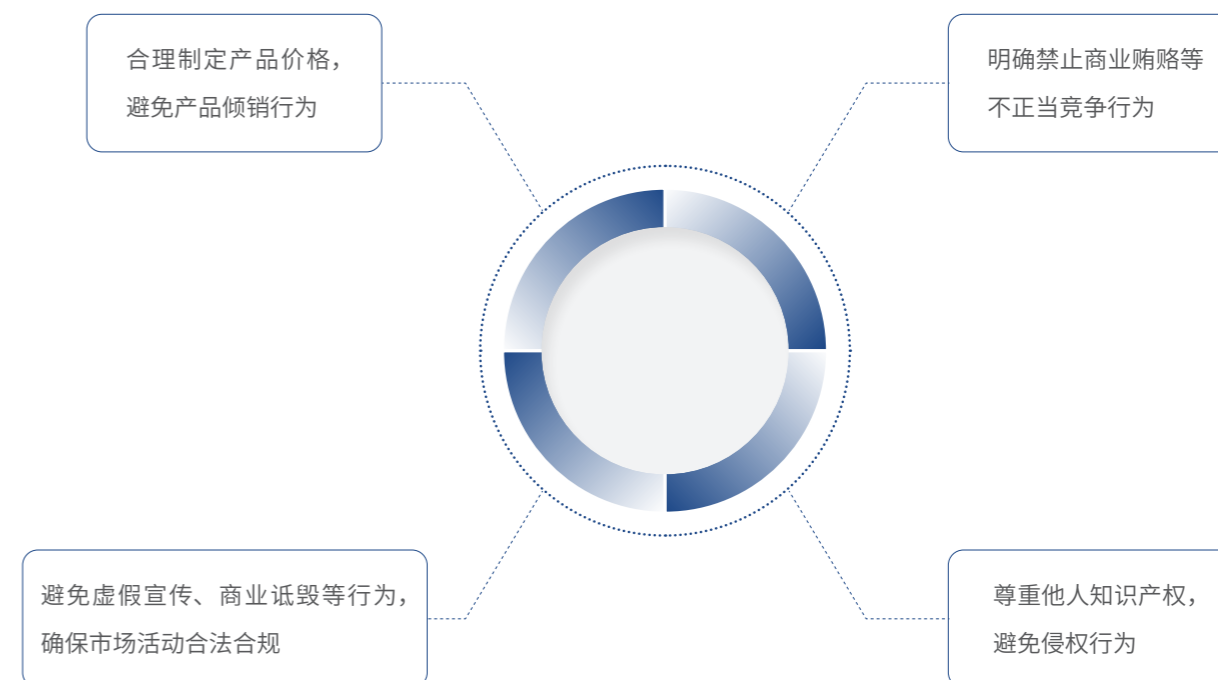 合理制定产品价格，
避免产品倾销行为
明确禁止商业贿赂等
不正当竞争行为
避免虚假宣传、商业诋毁等行为，
确保市场活动合法合规
尊重他人知识产权，
避免侵权行为